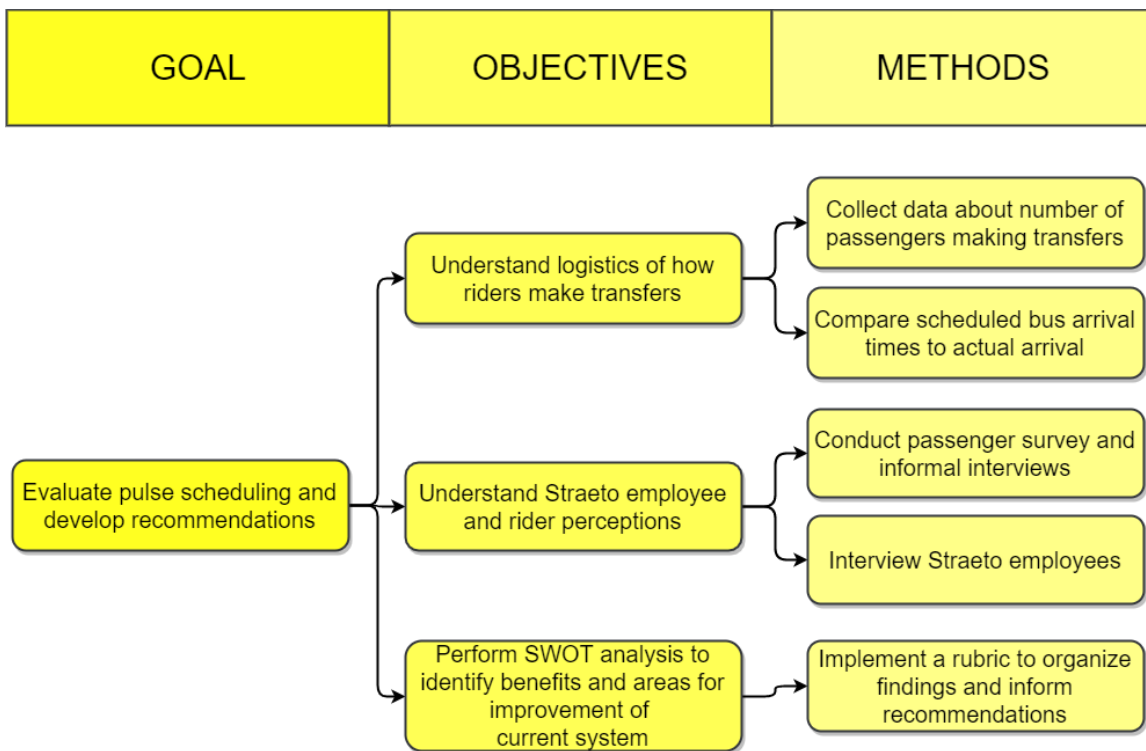 GOAL
OBJECTIVES
METHODS
Collect data about number of
passengers making transfers
Understand logistics of how
riders make transfers
Compare scheduled bus arrival
times to actual arrival
Conduct passenger survey and
informal interviews
Evaluate pulse scheduling and
develop recommendations
Understand Straeto employee
and rider perceptions
Interview Straeto employees
Perform SWOT analysis to
identify benefits and areas for
improvement of
current system
Implement a rubric to organize
findings and inform
recommendations